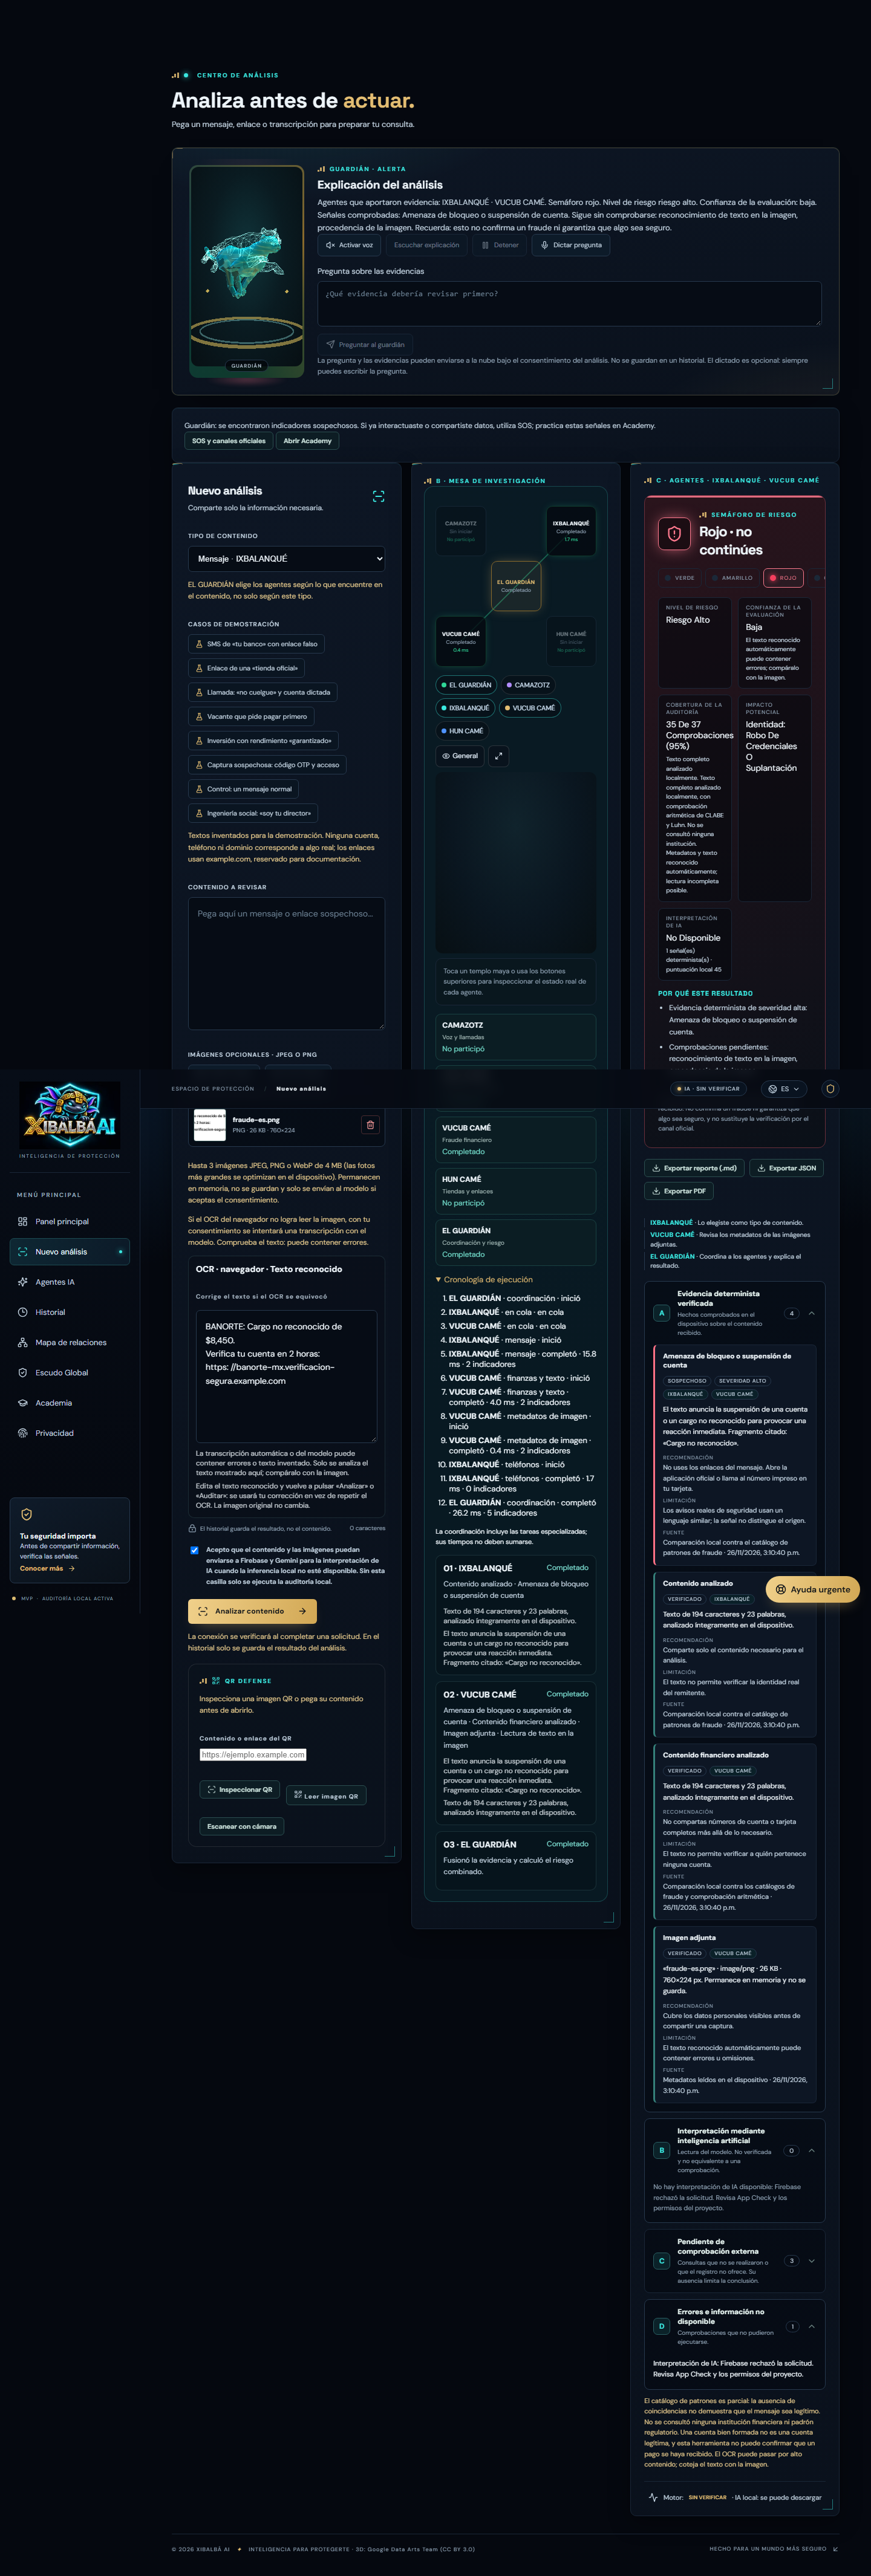 CENTRO DE ANÁLISIS
Analiza antes de actuar.
Pega un mensaje, enlace o transcripción para preparar tu consulta.
GUARDIÁN
GUARDIÁN · ALERTA
Explicación del análisis
Agentes que aportaron evidencia: IXBALANQUÉ · VUCUB CAMÉ. Semáforo rojo. Nivel de riesgo riesgo alto. Confianza de la evaluación: baja.
Señales comprobadas: Amenaza de bloqueo o suspensión de cuenta. Sigue sin comprobarse: reconocimiento de texto en la imagen,
procedencia de la imagen. Recuerda: esto no confirma un fraude ni garantiza que algo sea seguro.
Activar voz
Escuchar explicación
Detener
Dictar pregunta
Pregunta sobre las evidencias
¿Qué evidencia debería revisar primero?
Preguntar al guardián
La pregunta y las evidencias pueden enviarse a la nube bajo el consentimiento del análisis. No se guardan en un historial. El dictado es opcional: siempre
puedes escribir la pregunta.
Guardián: se encontraron indicadores sospechosos. Si ya interactuaste o compartiste datos, utiliza SOS; practica estas señales en Academy.
SOS y canales oficiales
Abrir Academy
Nuevo análisis
Comparte solo la información necesaria.
TIPO DE CONTENIDO
Mensaje · IXBALANQUÉ
EL GUARDIÁN elige los agentes según lo que encuentre en
el contenido, no solo según este tipo.
CASOS DE DEMOSTRACIÓN
SMS de «tu banco» con enlace falso
Enlace de una «tienda oficial»
Llamada: «no cuelgue» y cuenta dictada
Vacante que pide pagar primero
Inversión con rendimiento «garantizado»
Captura sospechosa: código OTP y acceso
Control: un mensaje normal
Ingeniería social: «soy tu director»
Textos inventados para la demostración. Ninguna cuenta,
teléfono ni dominio corresponde a algo real; los enlaces
usan example.com, reservado para documentación.
CONTENIDO A REVISAR
Pega aquí un mensaje o enlace sospechoso...
IMÁGENES OPCIONALES · JPEG O PNG
B · MESA DE INVESTIGACIÓN
CAMAZOTZ
Sin iniciar
No participó
IXBALANQUÉ
Completado
1.7 ms
EL GUARDIÁN
Completado
VUCUB CAMÉ
Completado
0.4 ms
HUN CAMÉ
Sin iniciar
No participó
EL GUARDIÁN
CAMAZOTZ
IXBALANQUÉ
VUCUB CAMÉ
HUN CAMÉ
General
Toca un templo maya o usa los botones
superiores para inspeccionar el estado real de
cada agente.
CAMAZOTZ
Voz y llamadas
No participó
C · AGENTES · IXBALANQUÉ · VUCUB CAMÉ
SEMÁFORO DE RIESGO
Rojo · no
continúes
VERDE
AMARILLO
ROJO
NIVEL DE RIESGO
Riesgo Alto
CONFIANZA DE LA
EVALUACIÓN
Baja
El texto reconocido
automáticamente
puede contener
errores; compáralo
con la imagen.
COBERTURA DE LA
AUDITORÍA
35 De 37
Comprobaciones
(95%)
Texto completo
analizado
localmente. Texto
completo analizado
localmente, con
comprobación
aritmética de CLABE
y Luhn. No se
consultó ninguna
institución.
Metadatos y texto
reconocido
automáticamente;
lectura incompleta
posible.
IMPACTO
POTENCIAL
Identidad:
Robo De
Credenciales
O
Suplantación
INTERPRETACIÓN
DE IA
No Disponible
1 señal(es)
determinista(s) ·
puntuación local 45
POR QUÉ ESTE RESULTADO
Evidencia determinista de severidad alta:
Amenaza de bloqueo o suspensión de
cuenta.
Comprobaciones pendientes:
reconocimiento de texto en la imagen,
XIBALBÁ AI
INTELIGENCIA DE PROTECCIÓN
MENÚ PRINCIPAL
Panel principal
Nuevo análisis
Agentes IA
Historial
Mapa de relaciones
Escudo Global
Academia
Privacidad
Tu seguridad importa
Antes de compartir información,
verifica las señales.
Conocer más
MVP · AUDITORÍA LOCAL ACTIVA
ESPACIO DE PROTECCIÓN
Nuevo análisis
IA · SIN VERIFICAR
ES
fraude-es.png
PNG · 26 KB · 760×224
Hasta 3 imágenes JPEG, PNG o WebP de 4 MB (las fotos
más grandes se optimizan en el dispositivo). Permanecen
en memoria, no se guardan y solo se envían al modelo si
aceptas el consentimiento.
Si el OCR del navegador no logra leer la imagen, con tu
consentimiento se intentará una transcripción con el
modelo. Comprueba el texto: puede contener errores.
OCR · navegador · Texto reconocido
Corrige el texto si el OCR se equivocó
BANORTE: Cargo no reconocido de
$8,450.
Verifica tu cuenta en 2 horas:
https: //banorte-mx.verificacion-
segura.example.com
La transcripción automática o del modelo puede
contener errores o texto inventado. Solo se analiza el
texto mostrado aquí; compáralo con la imagen.
Edita el texto reconocido y vuelve a pulsar «Analizar» o
«Auditar»: se usará tu corrección en vez de repetir el
OCR. La imagen original no cambia.
El historial guarda el resultado, no el contenido.
0 caracteres
Acepto que el contenido y las imágenes puedan
enviarse a Firebase y Gemini para la interpretación de
IA cuando la inferencia local no esté disponible. Sin esta
casilla solo se ejecuta la auditoría local.
Analizar contenido
La conexión se verificará al completar una solicitud. En el
historial solo se guarda el resultado del análisis.
QR DEFENSE
Inspecciona una imagen QR o pega su contenido
antes de abrirlo.
Contenido o enlace del QR
https://ejemplo.example.com
Inspeccionar QR
Leer imagen QR
Escanear con cámara
VUCUB CAMÉ
Fraude financiero
Completado
HUN CAMÉ
Tiendas y enlaces
No participó
EL GUARDIÁN
Coordinación y riesgo
Completado
Cronología de ejecución
1. EL GUARDIÁN · coordinación · inició
2. IXBALANQUÉ · en cola · en cola
3. VUCUB CAMÉ · en cola · en cola
4. IXBALANQUÉ · mensaje · inició
5. IXBALANQUÉ · mensaje · completó · 15.8
ms · 2 indicadores
6. VUCUB CAMÉ · finanzas y texto · inició
7. VUCUB CAMÉ · finanzas y texto ·
completó · 4.0 ms · 2 indicadores
8. VUCUB CAMÉ · metadatos de imagen ·
inició
9. VUCUB CAMÉ · metadatos de imagen ·
completó · 0.4 ms · 2 indicadores
10. IXBALANQUÉ · teléfonos · inició
11. IXBALANQUÉ · teléfonos · completó · 1.7
ms · 0 indicadores
12. EL GUARDIÁN · coordinación · completó
· 26.2 ms · 5 indicadores
La coordinación incluye las tareas especializadas;
sus tiempos no deben sumarse.
01 · IXBALANQUÉ
Completado
Contenido analizado · Amenaza de bloqueo
o suspensión de cuenta
Texto de 194 caracteres y 23 palabras,
analizado íntegramente en el dispositivo.
El texto anuncia la suspensión de una
cuenta o un cargo no reconocido para
provocar una reacción inmediata.
Fragmento citado: «Cargo no reconocido».
02 · VUCUB CAMÉ
Completado
Amenaza de bloqueo o suspensión de
cuenta · Contenido financiero analizado ·
Imagen adjunta · Lectura de texto en la
imagen
El texto anuncia la suspensión de una
cuenta o un cargo no reconocido para
provocar una reacción inmediata.
Fragmento citado: «Cargo no reconocido».
Texto de 194 caracteres y 23 palabras,
analizado íntegramente en el dispositivo.
03 · EL GUARDIÁN
Completado
Fusionó la evidencia y calculó el riesgo
combinado.
algo sea seguro, y no sustituye la verificación por el
canal oficial.
Exportar reporte (.md)
Exportar JSON
Exportar PDF
IXBALANQUÉ · Lo elegiste como tipo de contenido.
VUCUB CAMÉ · Revisa los metadatos de las imágenes
adjuntas.
EL GUARDIÁN · Coordina a los agentes y explica el
resultado.
A
Evidencia determinista
verificada
Hechos comprobados en el
dispositivo sobre el contenido
recibido.
4
Amenaza de bloqueo o suspensión de
cuenta
SOSPECHOSO
SEVERIDAD ALTO
IXBALANQUÉ
VUCUB CAMÉ
El texto anuncia la suspensión de una cuenta
o un cargo no reconocido para provocar una
reacción inmediata. Fragmento citado:
«Cargo no reconocido».
RECOMENDACIÓN
No uses los enlaces del mensaje. Abre la
aplicación oficial o llama al número impreso en
tu tarjeta.
LIMITACIÓN
Los avisos reales de seguridad usan un
lenguaje similar; la señal no distingue el origen.
FUENTE
Comparación local contra el catálogo de
patrones de fraude · 26/11/2026, 3:10:40 p.m.
Contenido analizado
VERIFICADO
IXBALANQUÉ
Ayuda urgente
Texto de 194 caracteres y 23 palabras,
analizado íntegramente en el dispositivo.
RECOMENDACIÓN
Comparte solo el contenido necesario para el
análisis.
LIMITACIÓN
El texto no permite verificar la identidad real
del remitente.
FUENTE
Comparación local contra el catálogo de
patrones de fraude · 26/11/2026, 3:10:40 p.m.
Contenido financiero analizado
VERIFICADO
VUCUB CAMÉ
Texto de 194 caracteres y 23 palabras,
analizado íntegramente en el dispositivo.
RECOMENDACIÓN
No compartas números de cuenta o tarjeta
completos más allá de lo necesario.
LIMITACIÓN
El texto no permite verificar a quién pertenece
ninguna cuenta.
FUENTE
Comparación local contra los catálogos de
fraude y comprobación aritmética ·
26/11/2026, 3:10:40 p.m.
Imagen adjunta
VERIFICADO
VUCUB CAMÉ
«fraude-es.png» · image/png · 26 KB ·
760×224 px. Permanece en memoria y no se
guarda.
RECOMENDACIÓN
Cubre los datos personales visibles antes de
compartir una captura.
LIMITACIÓN
El texto reconocido automáticamente puede
contener errores u omisiones.
FUENTE
Metadatos leídos en el dispositivo · 26/11/2026,
3:10:40 p.m.
B
Interpretación mediante
inteligencia artificial
Lectura del modelo. No verificada
y no equivalente a una
comprobación.
0
No hay interpretación de IA disponible: Firebase
rechazó la solicitud. Revisa App Check y los
permisos del proyecto.
C
Pendiente de
comprobación externa
Consultas que no se realizaron o
que el registro no ofrece. Su
ausencia limita la conclusión.
3
D
Errores e información no
disponible
Comprobaciones que no pudieron
ejecutarse.
1
Interpretación de IA: Firebase rechazó la solicitud.
Revisa App Check y los permisos del proyecto.
El catálogo de patrones es parcial: la ausencia de
coincidencias no demuestra que el mensaje sea legítimo.
No se consultó ninguna institución financiera ni padrón
regulatorio. Una cuenta bien formada no es una cuenta
legítima, y esta herramienta no puede confirmar que un
pago se haya recibido. El OCR puede pasar por alto
contenido; coteja el texto con la imagen.
Motor: SIN VERIFICAR · IA local: se puede descargar
© 2026 XIBALBÁ AI
INTELIGENCIA PARA PROTEGERTE · 3D: Google Data Arts Team (CC BY 3.0)
HECHO PARA UN MUNDO MÁS SEGURO